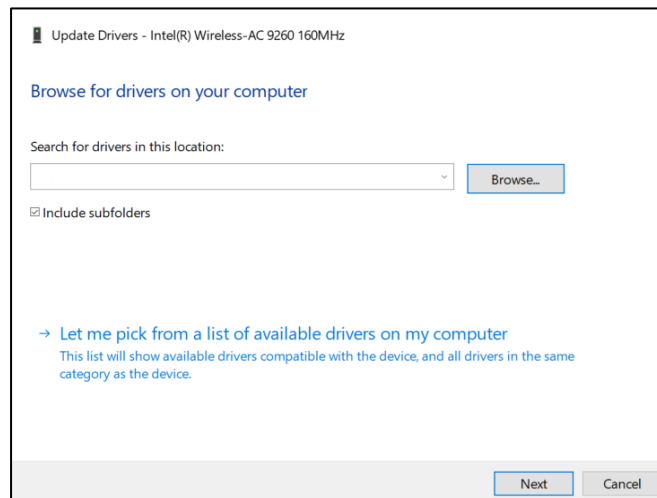 Update Drivers - Intel(R) Wireless-AC 9260 160MHz
Browse for drivers on your computer
Search for drivers in this location:
Browse...
Include subfolders
→ Let me pick from a list of available drivers on my computer
This list will show available drivers compatible with the device, and all drivers in the same
category as the device.
Next Cancel